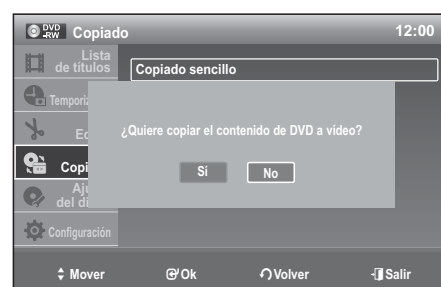 DVD -RW Copiado 12:00
Lista
de titulos
Copiado sencillo
Temporiz
Ed
¿Quiere copiar el contenido de DVD a video?
Copi
Sí No
Aju
del di
Configuración
Mover Ok Volver Salir